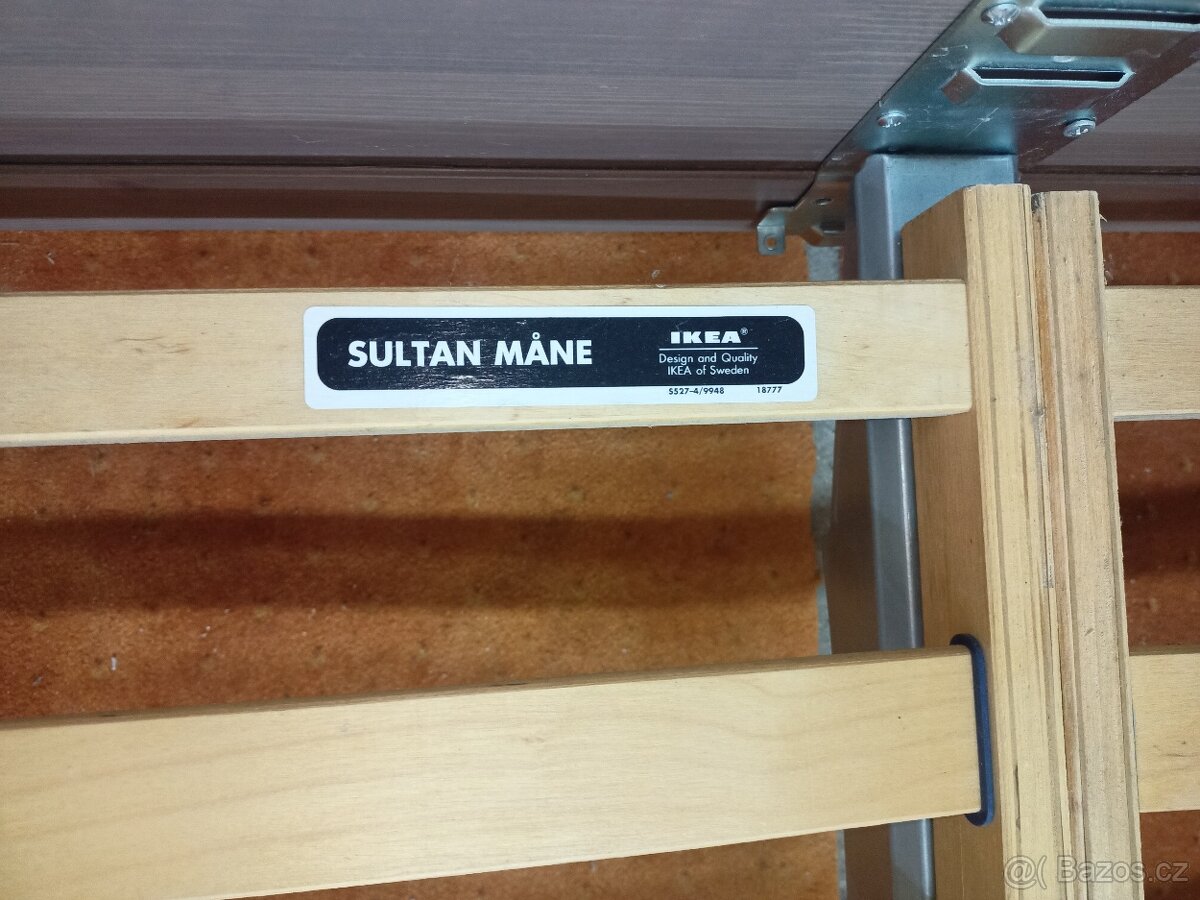 SULTAN MÅNE
IKEA®
Design and Quality
IKEA of Sweden
S527-4/9948 18777
@( Bazos.cz